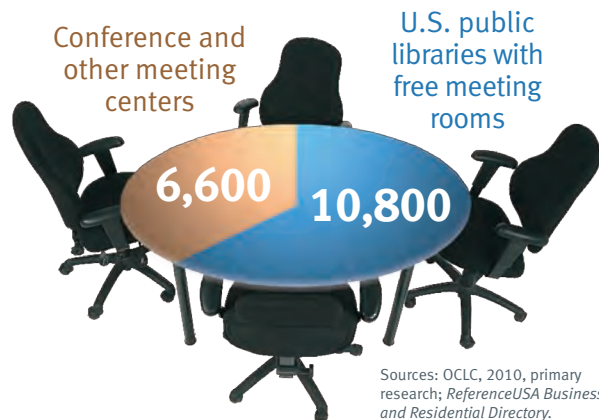 Conference and
other meeting
centers
U.S. public
libraries with
free meeting
rooms
6,600
10,800
Sources: OCLC, 2010, primary
research; ReferenceUSA Business
and Residential Directory.